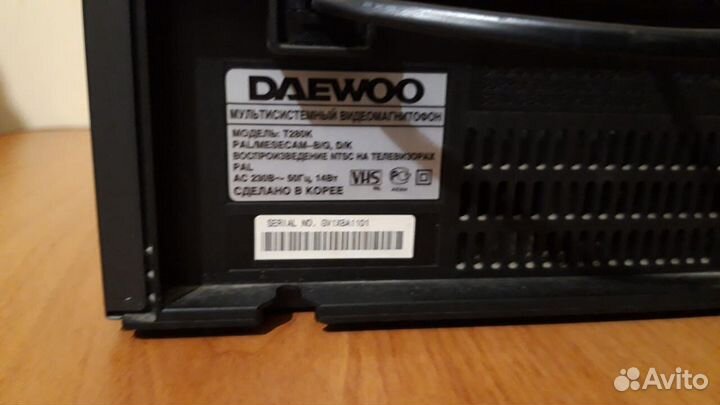 DAEWOO
МУЛЬТИСИСТЕМНЫЙ ВИДЕОМАГНИТОФОН
МОДЕЛЬ: T280K
PAL/MESECAM-B/G, D/K
ВОСПРОИЗВЕДЕНИЕ NTSC НА ТЕЛЕВИЗОРАХ
PAL
AC 230В~ 50Гц, 14Вт
СДЕЛАНО В КОРЕЕ
VHS
SERIAL NO. GV1XBA1101
Avito